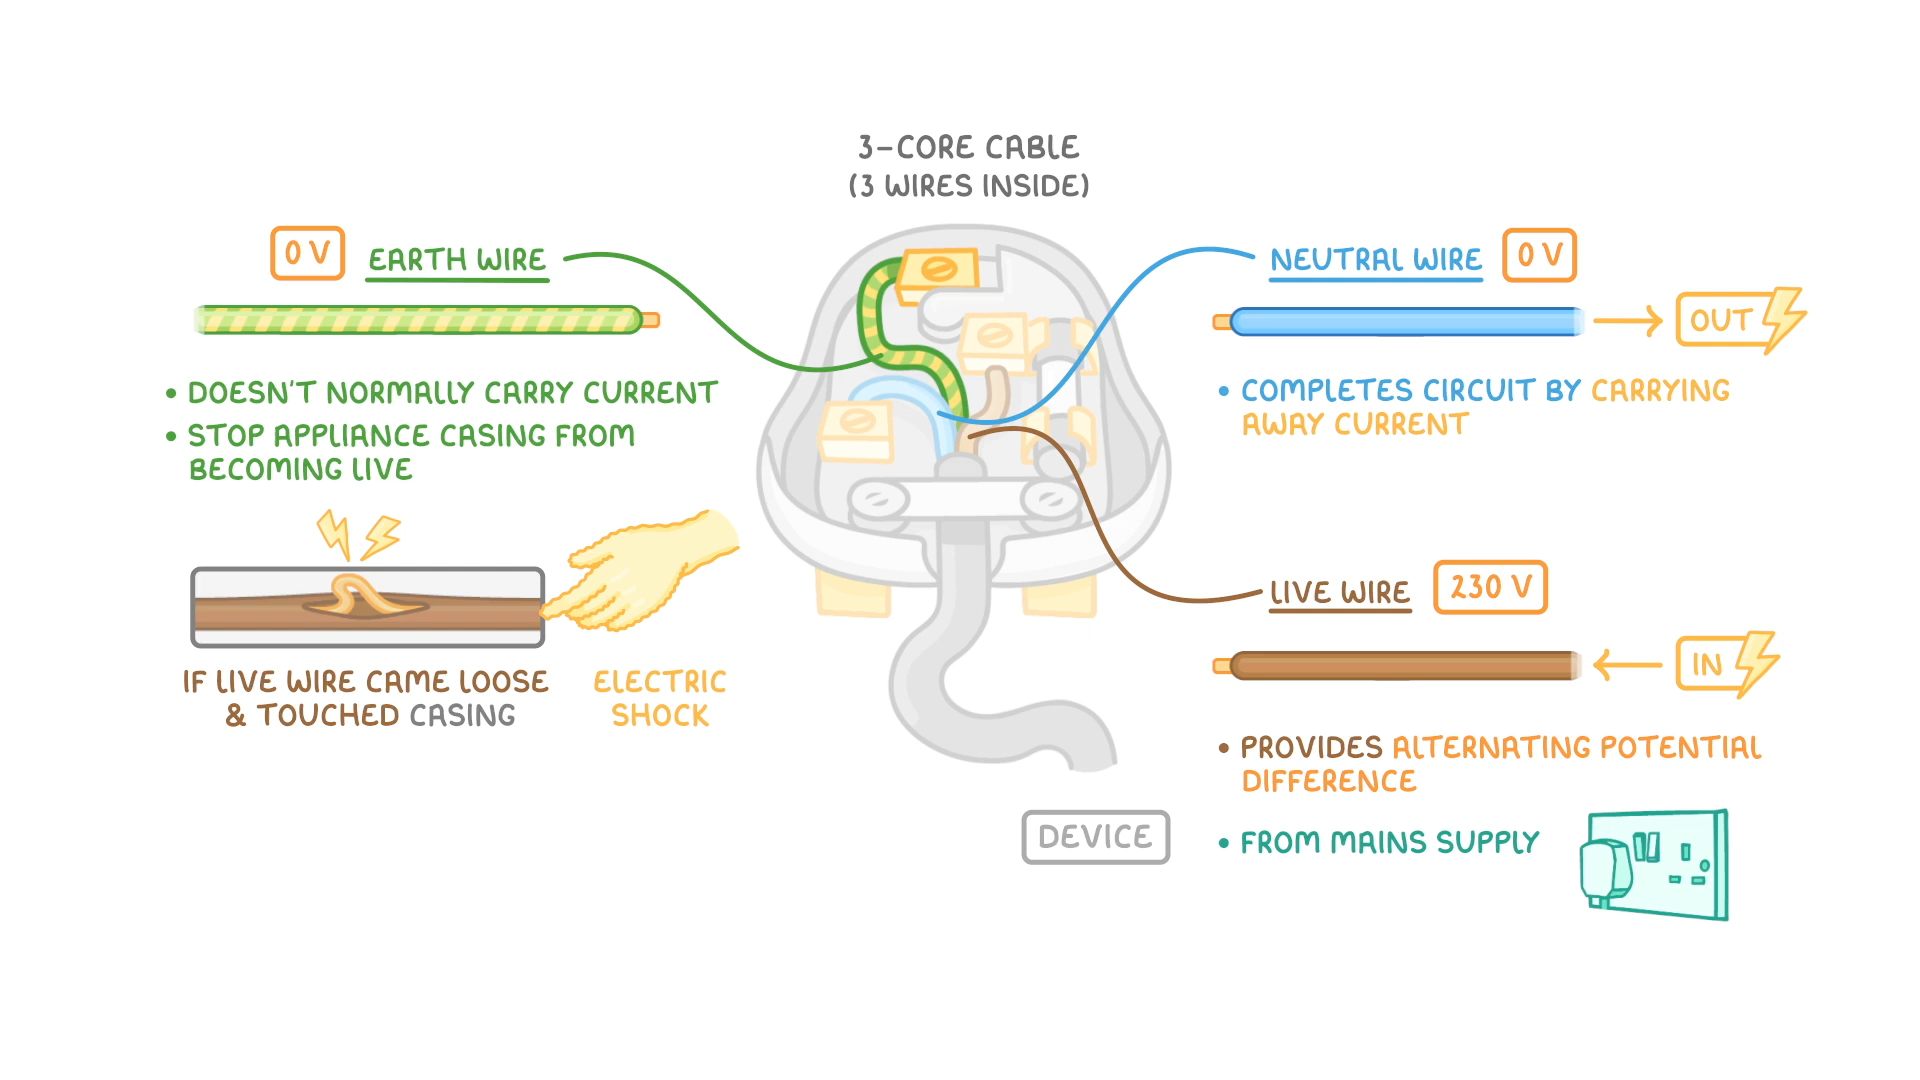 3-CORE CABLE
(3 WIRES INSIDE)
0 V
EARTH WIRE
• DOESN'T NORMALLY CARRY CURRENT
• STOP APPLIANCE CASING FROM
BECOMING LIVE
IF LIVE WIRE CAME LOOSE
& TOUCHED CASING
ELECTRIC
SHOCK
NEUTRAL WIRE
0 V
OUT
• COMPLETES CIRCUIT BY CARRYING
AWAY CURRENT
LIVE WIRE
230 V
IN
• PROVIDES ALTERNATING POTENTIAL
DIFFERENCE
• FROM MAINS SUPPLY
DEVICE